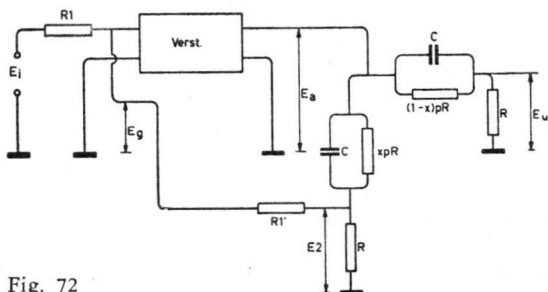 R1
Ei
Verst.
Eg
Ea
C
(1-x)pR
R
Eu
C
xpR
R1'
E2
R
Fig. 72